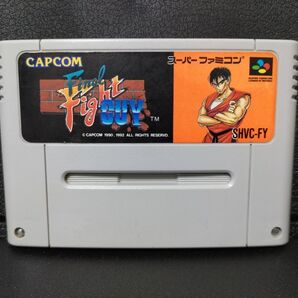 CAPCOM
スーパーファミコン
Final
Fight
GUY
TM
© CAPCOM 1990, 1992 ALL RIGHTS RESERVED.
SHVC-FY